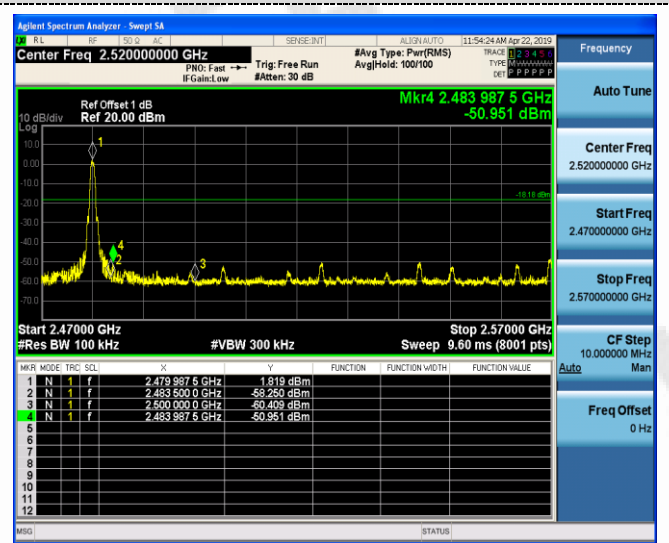 Agilent Spectrum Analyzer - Swept SA
RL RF 50 Ω AC SENSE:INT ALIGN AUTO 11:54:24 AM Apr 22, 2019
Center Freq 2.520000000 GHz #Avg Type: Pwr(RMS) TRACE 1 2 3 4 5 6
PNO: Fast Trig: Free Run Avg|Hold: 100/100 TYPE M
IFGain:Low #Atten: 30 dB DET P P P P P P
Mkr4 2.483 987 5 GHz
-50.951 dBm
Ref Offset 1 dB
10 dB/div Ref 20.00 dBm
Log
10.0
0.00
-10.0
-20.0
-30.0
-40.0
-50.0
-60.0
-70.0
1
4
2
3
-18.18 dBm
Start 2.47000 GHz Stop 2.57000 GHz
#Res BW 100 kHz #VBW 300 kHz Sweep 9.60 ms (8001 pts)
MKR MODE TRC SCL X Y FUNCTION FUNCTION WIDTH FUNCTION VALUE
1 N 1 f 2.479 987 5 GHz 1.819 dBm
2 N 1 f 2.483 500 0 GHz -58.250 dBm
3 N 1 f 2.500 000 0 GHz -60.409 dBm
4 N 1 f 2.483 987 5 GHz -50.951 dBm
5
6
7
8
9
10
11
12
MSG STATUS
Frequency
Auto Tune
Center Freq
2.520000000 GHz
Start Freq
2.470000000 GHz
Stop Freq
2.570000000 GHz
CF Step
10.000000 MHz
Auto Man
Freq Offset
0 Hz